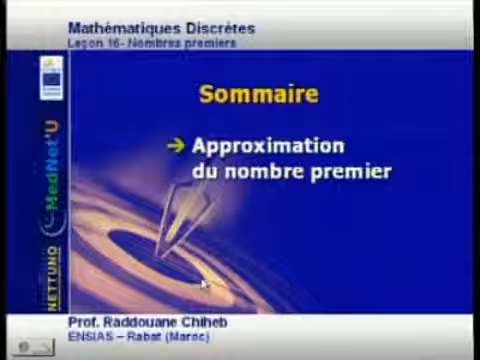 Mathématiques Discrètes
Leçon 16- Nombres premiers
Sommaire
Approximation
du nombre premier
MedNet'U
NETTUNO
Prof. Raddouane Chiheb
ENSIAS – Rabat (Maroc)